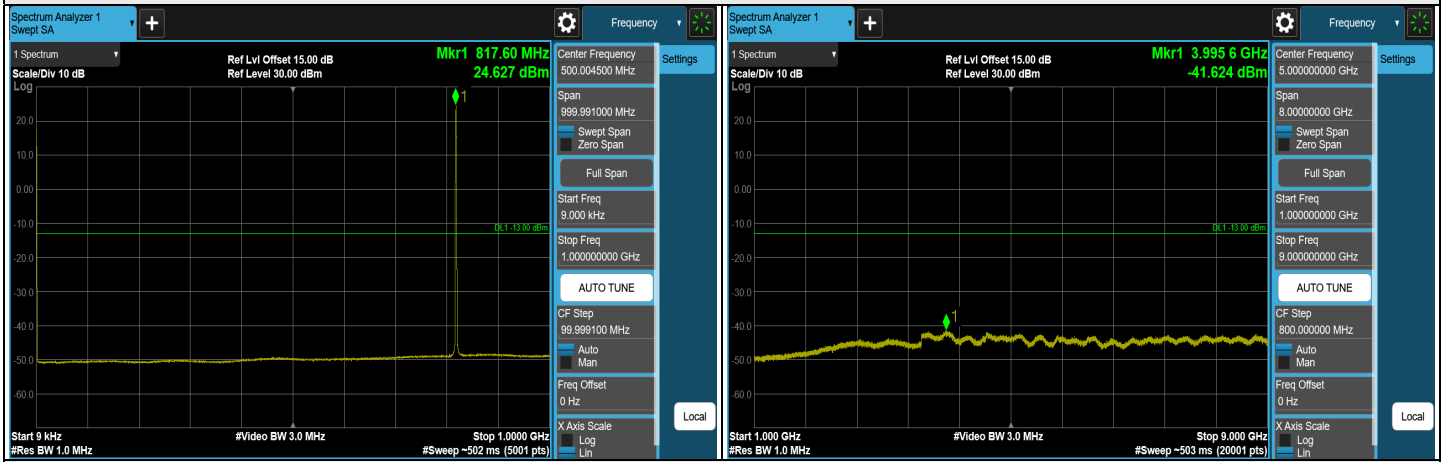 Spectrum Analyzer 1
Swept SA
+
Frequency
1 Spectrum
Ref Lvl Offset 15.00 dB
Mkr1 817.60 MHz
Scale/Div 10 dB
Ref Level 30.00 dBm
24.627 dBm
Log
1
20.0
10.0
0.00
-10.0
DL1 -13.00 dBm
-20.0
-30.0
-40.0
-50.0
-60.0
Start 9 kHz
#Video BW 3.0 MHz
Stop 1.0000 GHz
#Res BW 1.0 MHz
#Sweep ~502 ms (5001 pts)
Center Frequency
500.004500 MHz
Settings
Span
999.991000 MHz
Swept Span
Zero Span
Full Span
Start Freq
9.000 kHz
Stop Freq
1.000000000 GHz
AUTO TUNE
CF Step
99.999100 MHz
Auto
Man
Freq Offset
0 Hz
X Axis Scale
Log
Lin
Local
Spectrum Analyzer 1
Swept SA
+
Frequency
1 Spectrum
Ref Lvl Offset 15.00 dB
Mkr1 3.995 6 GHz
Scale/Div 10 dB
Ref Level 30.00 dBm
-41.624 dBm
Log
20.0
10.0
0.00
-10.0
DL1 -13.00 dBm
-20.0
-30.0
1
-40.0
-50.0
-60.0
Start 1.000 GHz
#Video BW 3.0 MHz
Stop 9.000 GHz
#Res BW 1.0 MHz
#Sweep ~503 ms (20001 pts)
Center Frequency
5.000000000 GHz
Settings
Span
8.00000000 GHz
Swept Span
Zero Span
Full Span
Start Freq
1.000000000 GHz
Stop Freq
9.000000000 GHz
AUTO TUNE
CF Step
800.000000 MHz
Auto
Man
Freq Offset
0 Hz
X Axis Scale
Log
Lin
Local